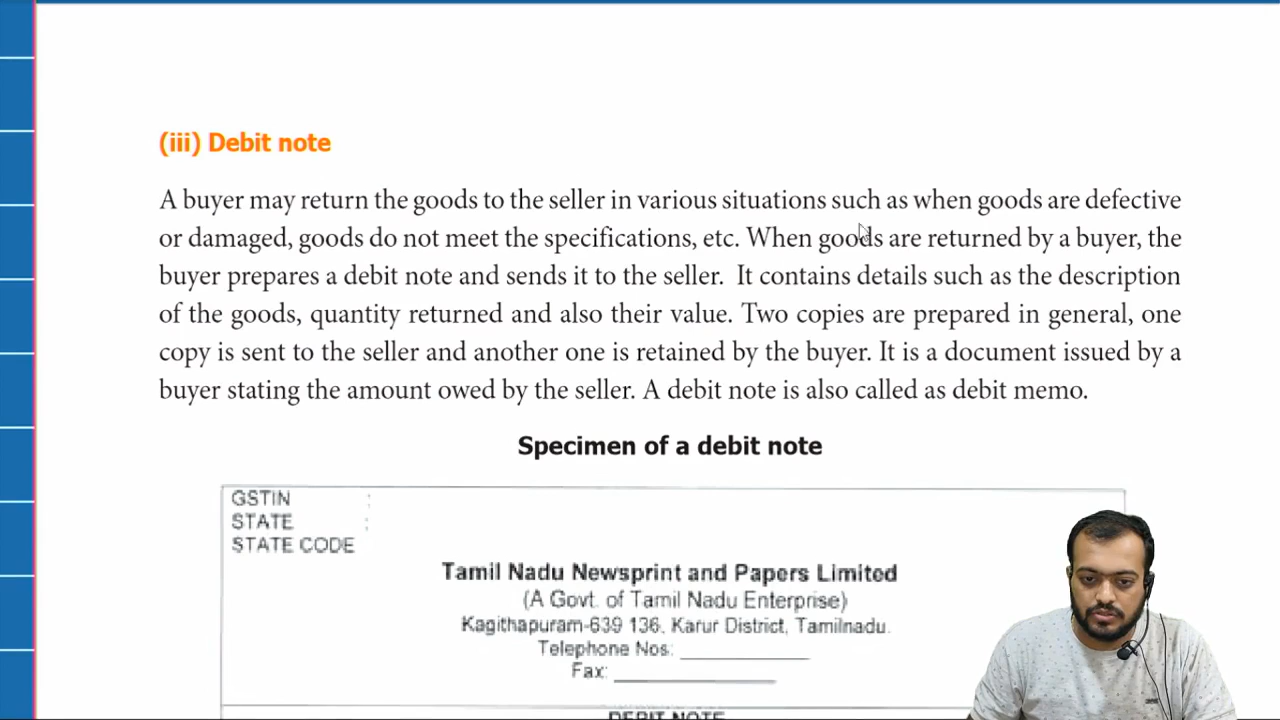 (iii) Debit note
A buyer may return the goods to the seller in various situations such as when goods are defective
or damaged, goods do not meet the specifications, etc. When goods are returned by a buyer, the
buyer prepares a debit note and sends it to the seller. It contains details such as the description
of the goods, quantity returned and also their value. Two copies are prepared in general, one
copy is sent to the seller and another one is retained by the buyer. It is a document issued by a
buyer stating the amount owed by the seller. A debit note is also called as debit memo.
Specimen of a debit note
GSTIN :
STATE :
STATE CODE
Tamil Nadu Newsprint and Papers Limited
(A Govt. of Tamil Nadu Enterprise)
Kagithapuram-639 136, Karur District, Tamilnadu.
Telephone Nos: ____________
Fax: _______________
DEBIT NOTE